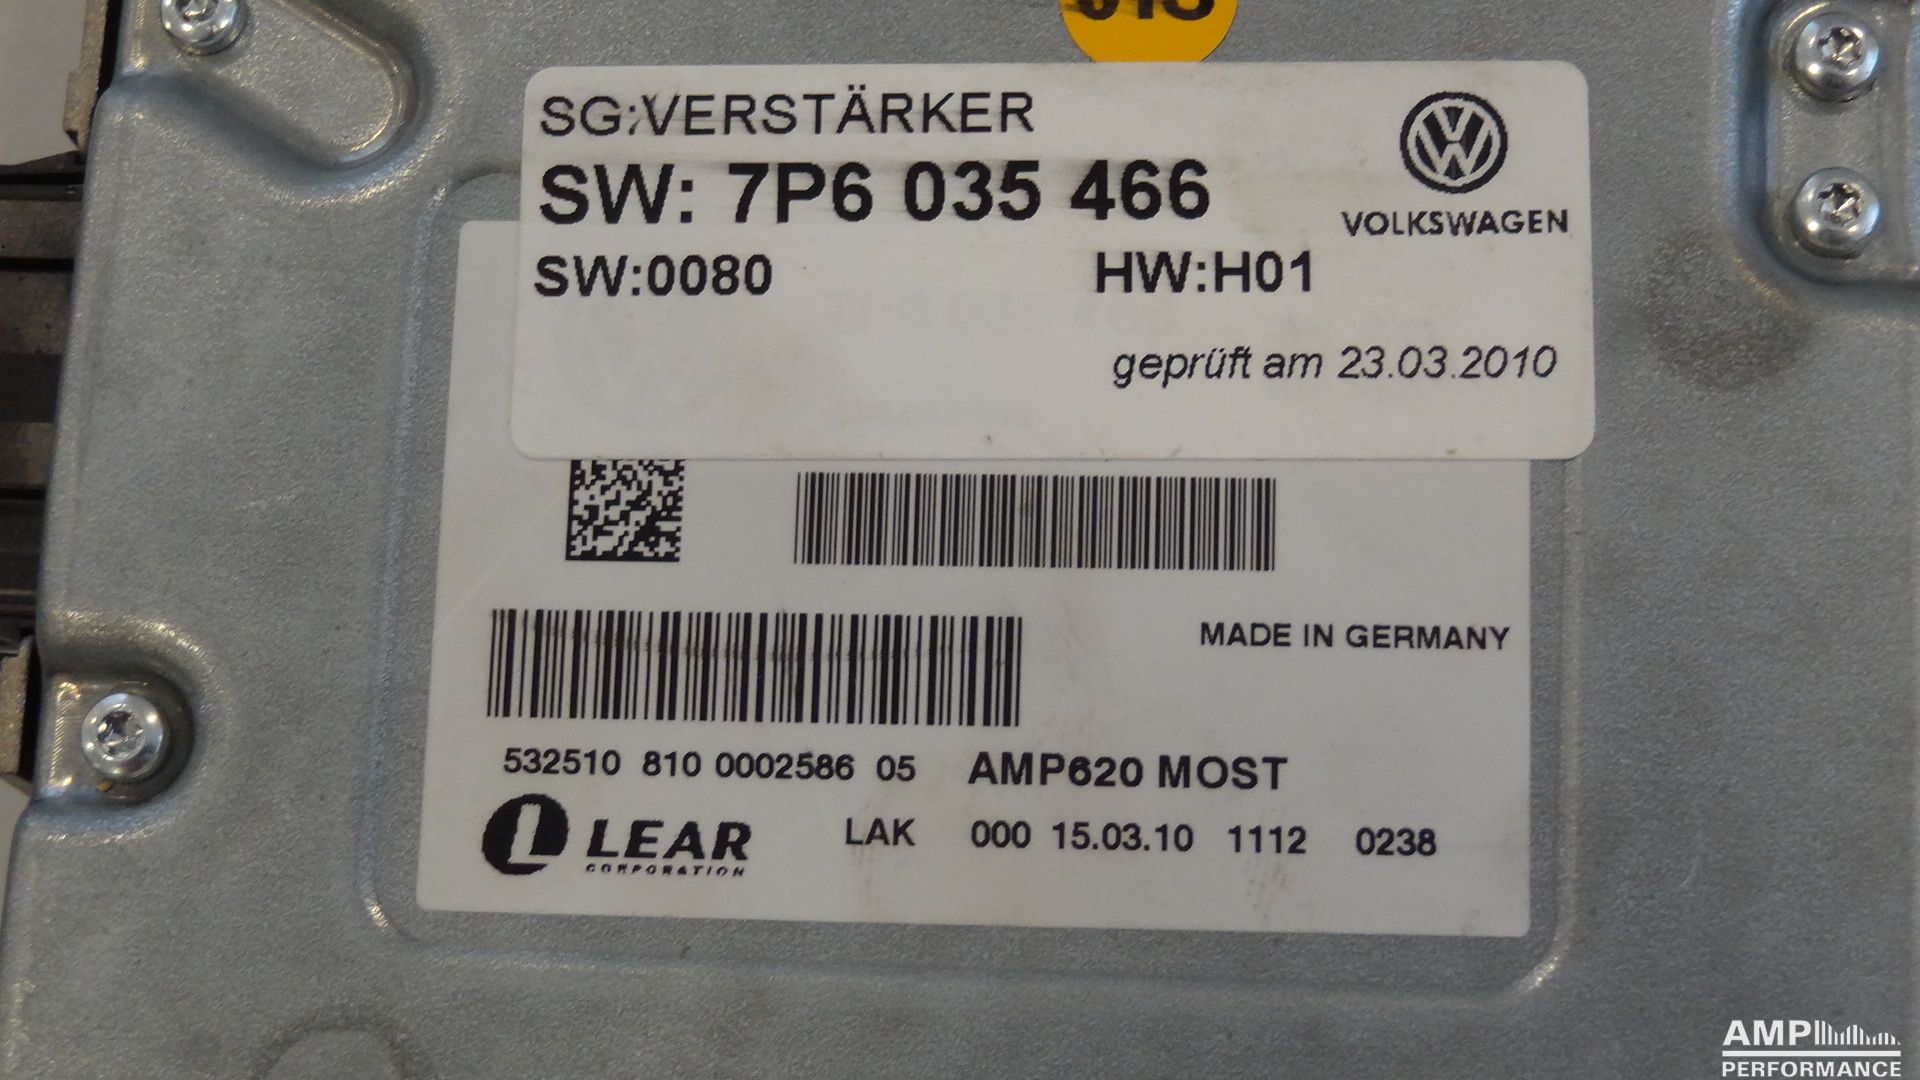 SG:VERSTÄRKER
SW: 7P6 035 466
VOLKSWAGEN
SW:0080 HW:H01
geprüft am 23.03.2010
MADE IN GERMANY
532510 810 0002586 05 AMP620 MOST
LEAR LAK 000 15.03.10 1112 0238
CORPORATION
AMP
PERFORMANCE